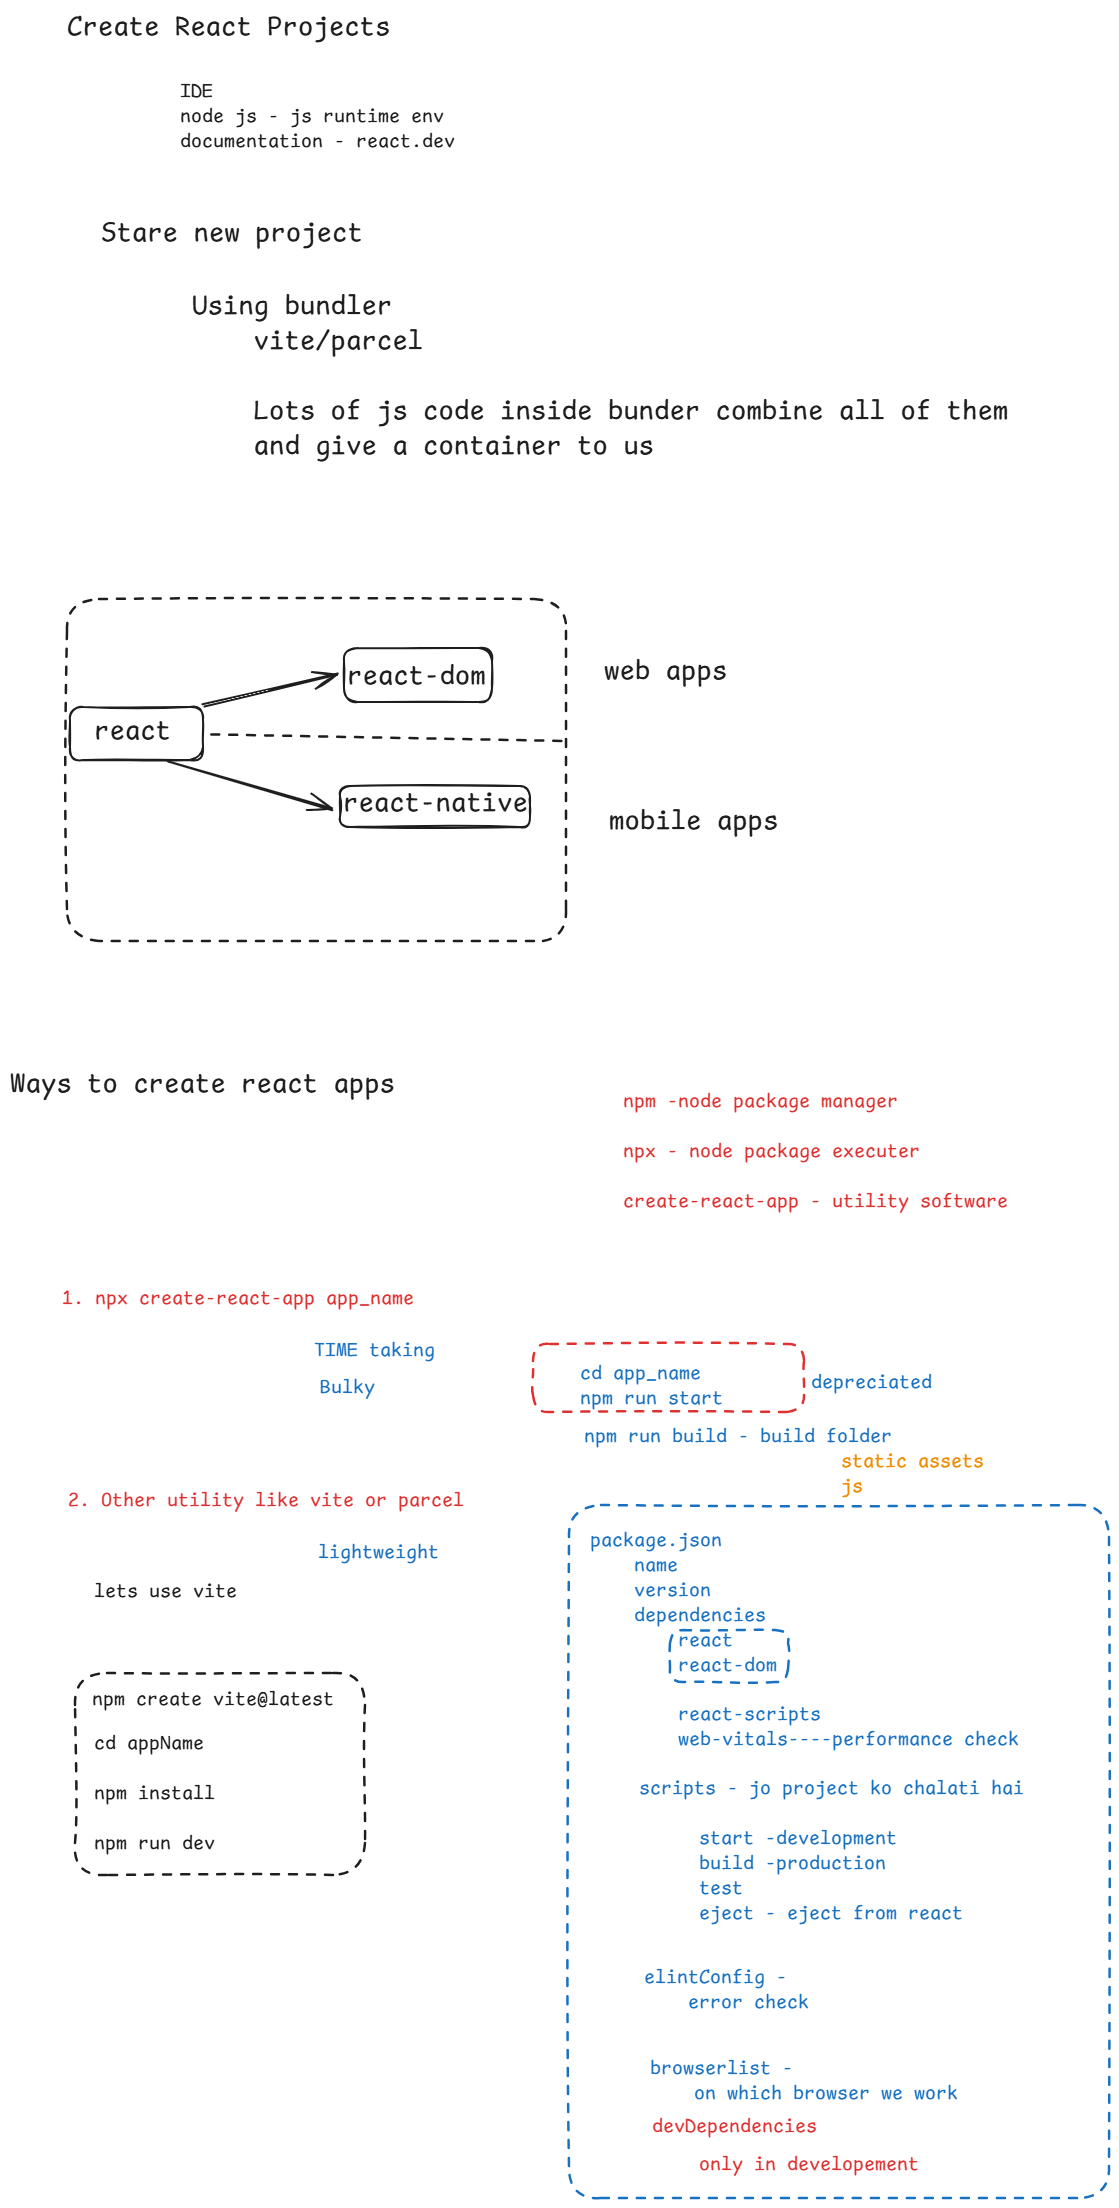 Create React Projects
IDE
node js - js runtime env
documentation - react.dev
Stare new project
Using bundler
vite/parcel
Lots of js code inside bunder combine all of them
and give a container to us
react-dom
web apps
react
react-native
mobile apps
Ways to create react apps
npm -node package manager
npx - node package executer
create-react-app - utility software
1. npx create-react-app app_name
TIME taking
Bulky
cd app_name
npm run start
depreciated
npm run build - build folder
static assets
js
2. Other utility like vite or parcel
lightweight
lets use vite
npm create vite@latest
cd appName
npm install
npm run dev
package.json
name
version
dependencies
react
react-dom
react-scripts
web-vitals----performance check
scripts - jo project ko chalati hai
start -development
build -production
test
eject - eject from react
elintConfig -
error check
browserlist -
on which browser we work
devDependencies
only in developement